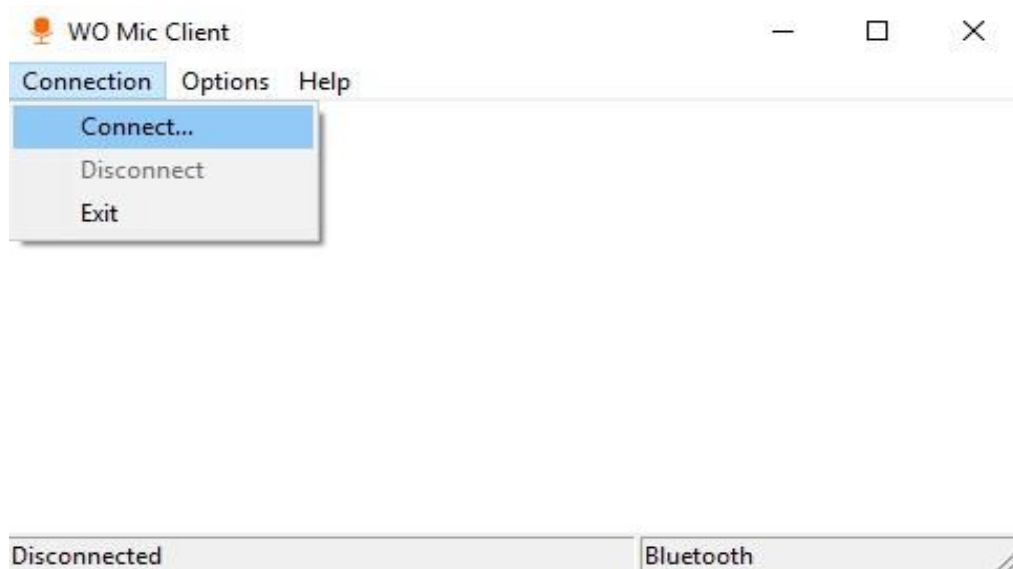 WO Mic Client
Connection Options Help
Connect...
Disconnect
Exit
Disconnected Bluetooth